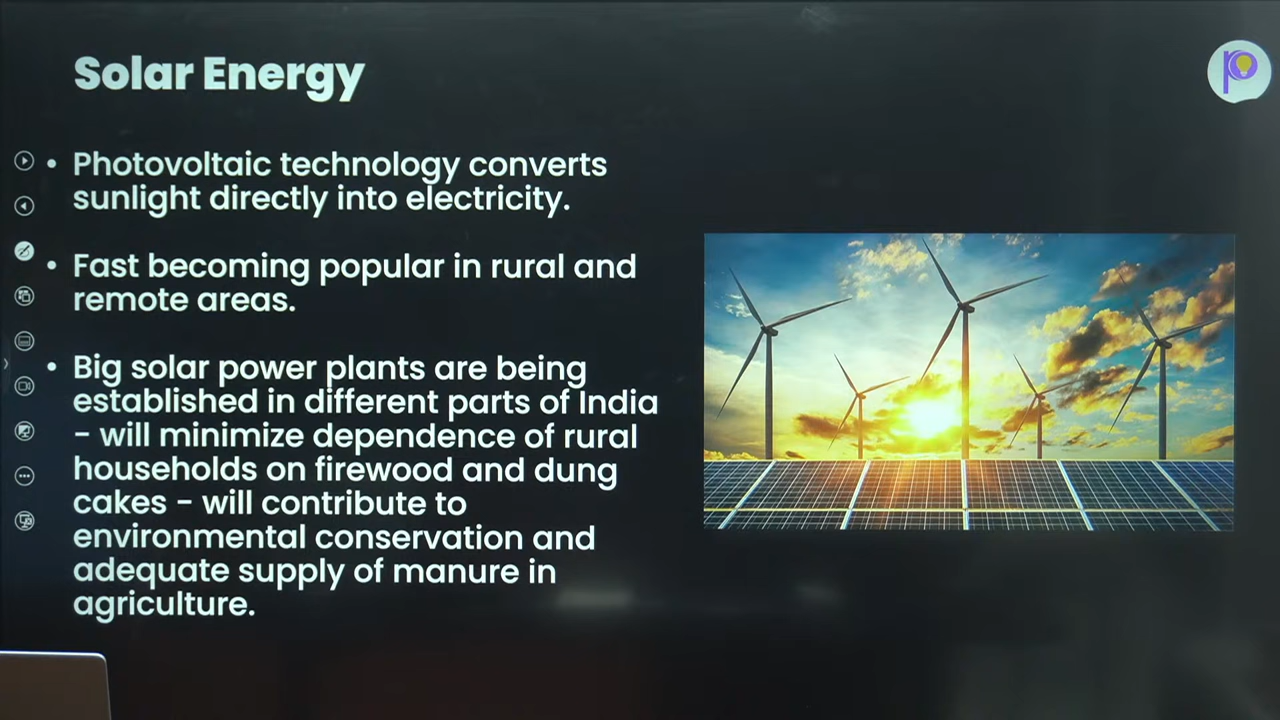 Solar Energy
• Photovoltaic technology converts
sunlight directly into electricity.
• Fast becoming popular in rural and
remote areas.
• Big solar power plants are being
established in different parts of India
– will minimize dependence of rural
households on firewood and dung
cakes – will contribute to
environmental conservation and
adequate supply of manure in
agriculture.